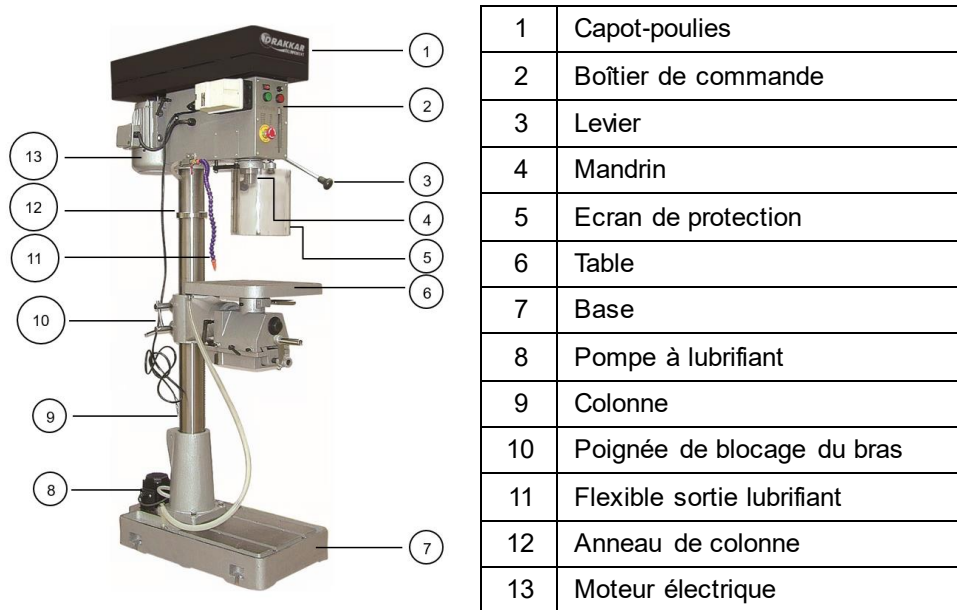 DRAKKAR
1
2
13
3
12
4
11
5
6
10
9
8
7
1 Capot-poulies
2 Boîtier de commande
3 Levier
4 Mandrin
5 Ecran de protection
6 Table
7 Base
8 Pompe à lubrifiant
9 Colonne
10 Poignée de blocage du bras
11 Flexible sortie lubrifiant
12 Anneau de colonne
13 Moteur électrique